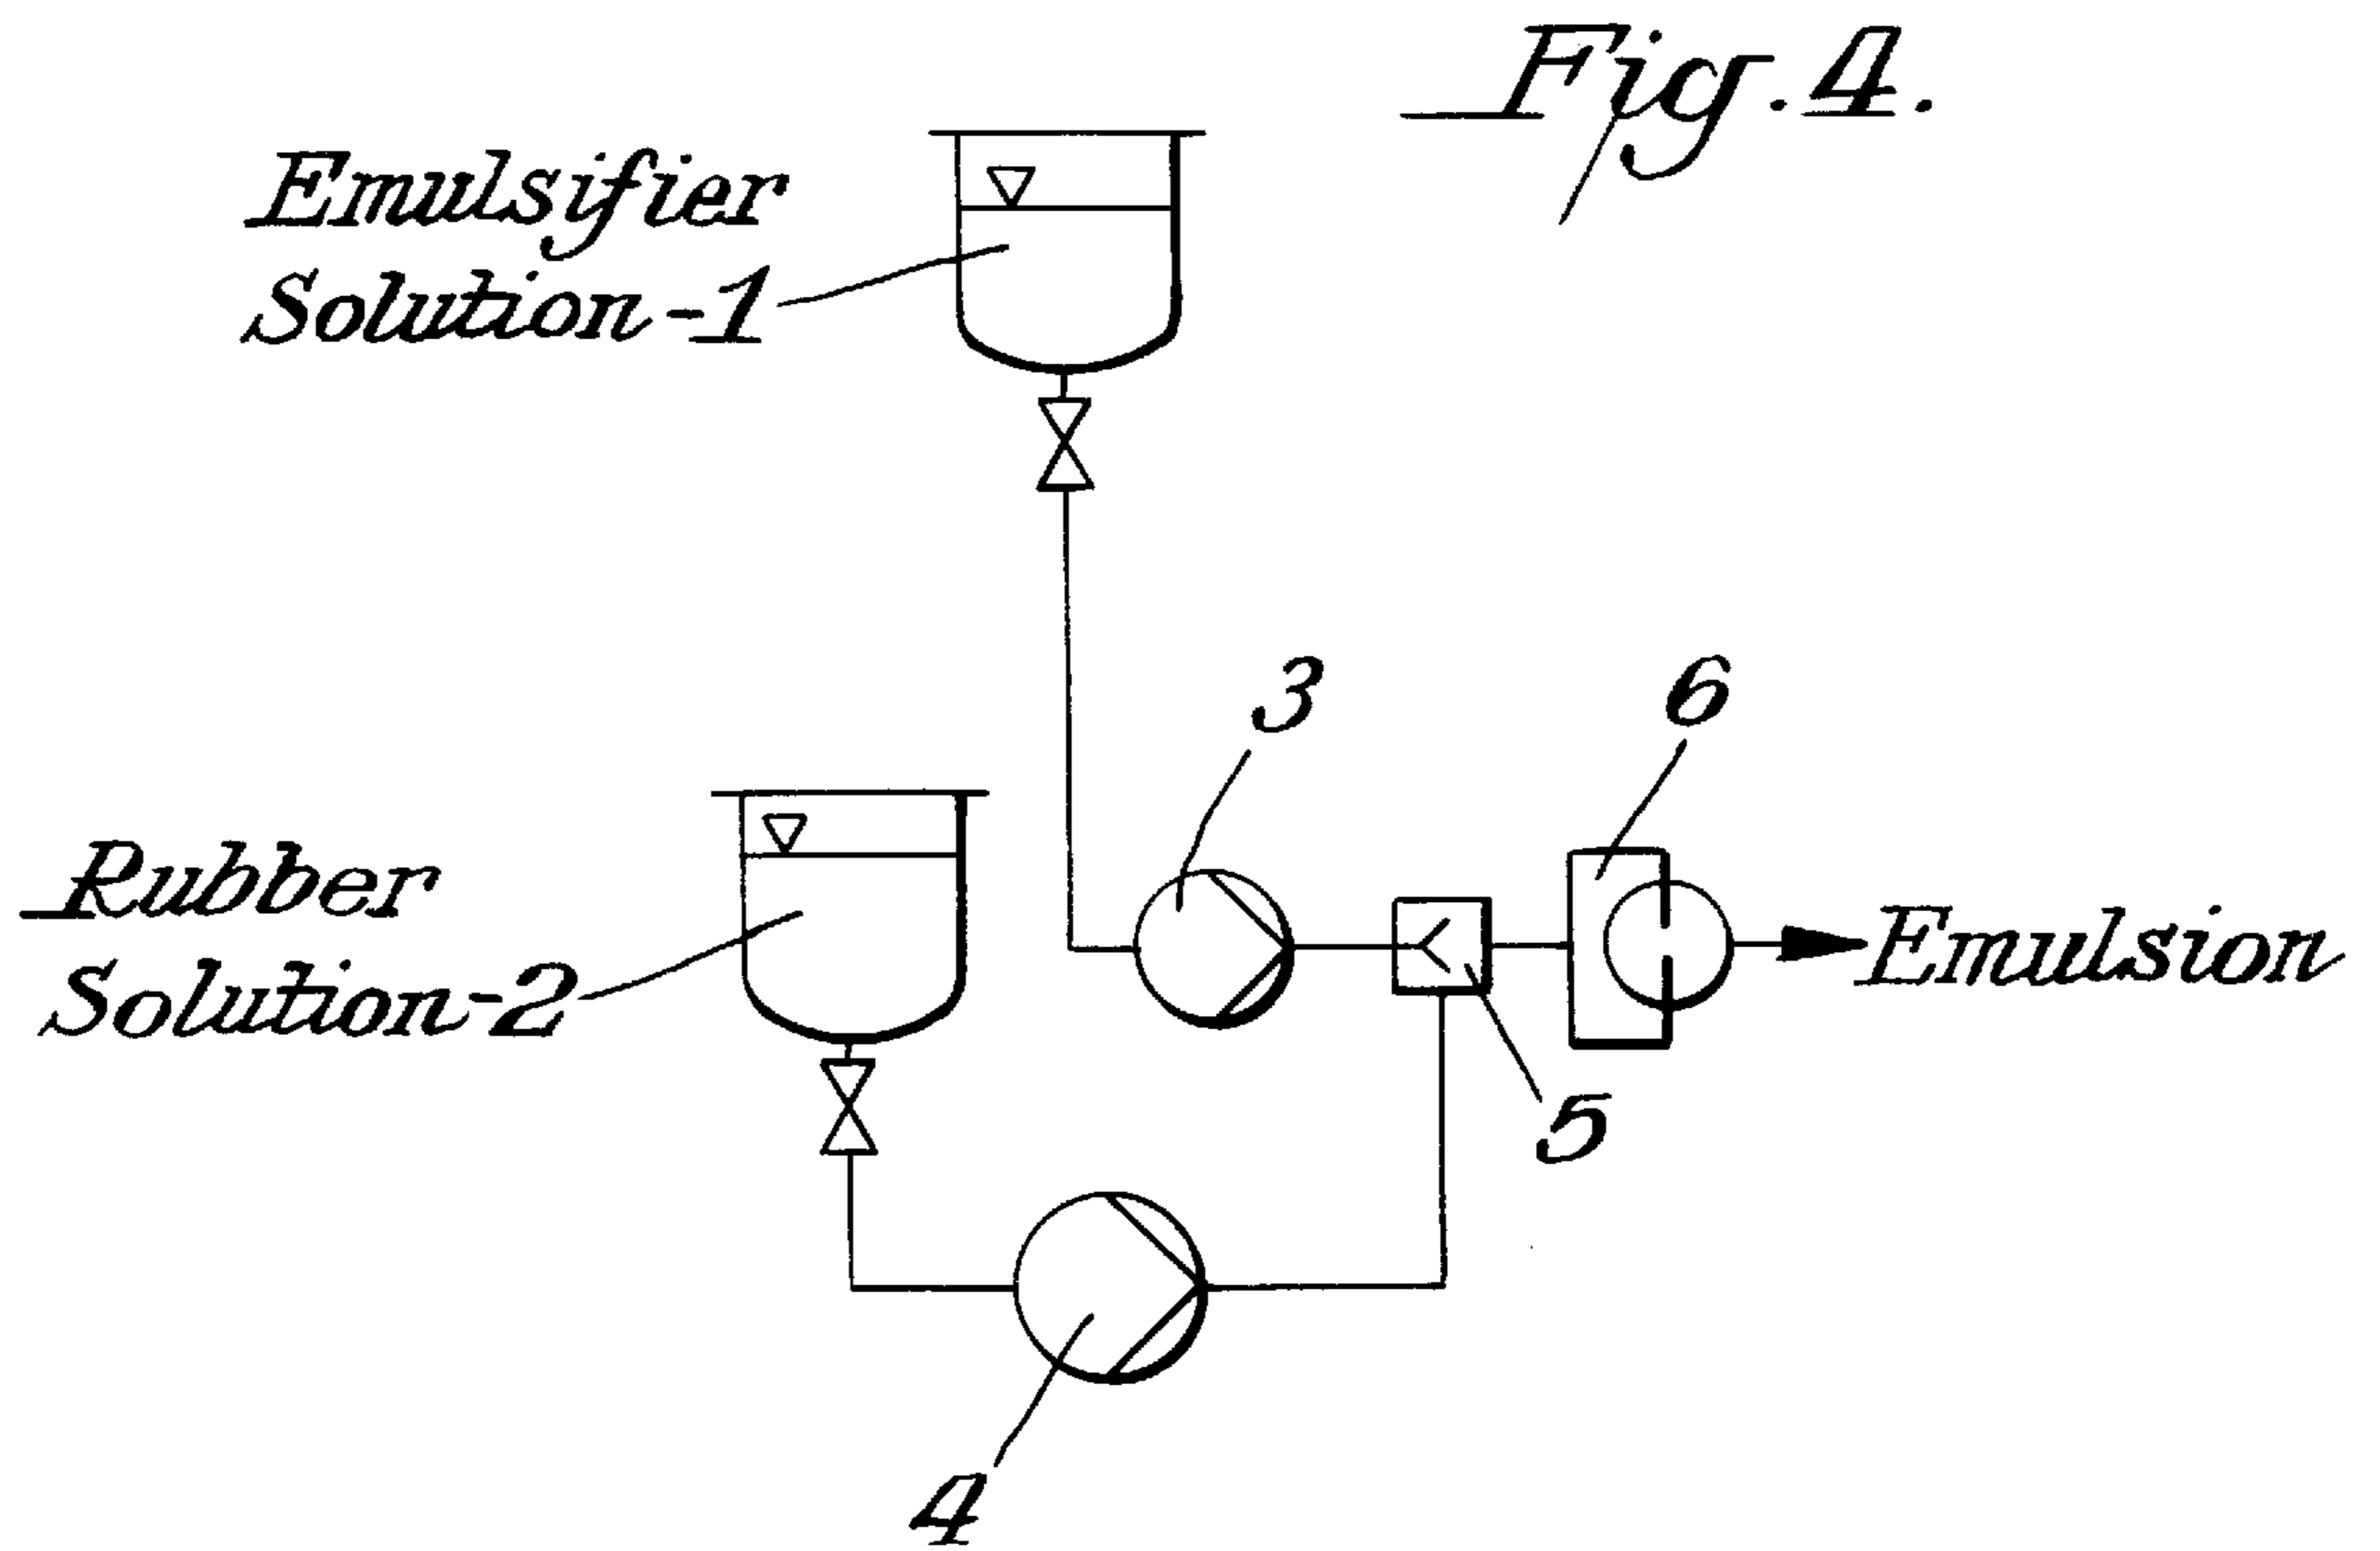 Fig. 4.
Emulsifier
Solution-1
3
6
Rubber
Solution-2
Emulsion
5
4